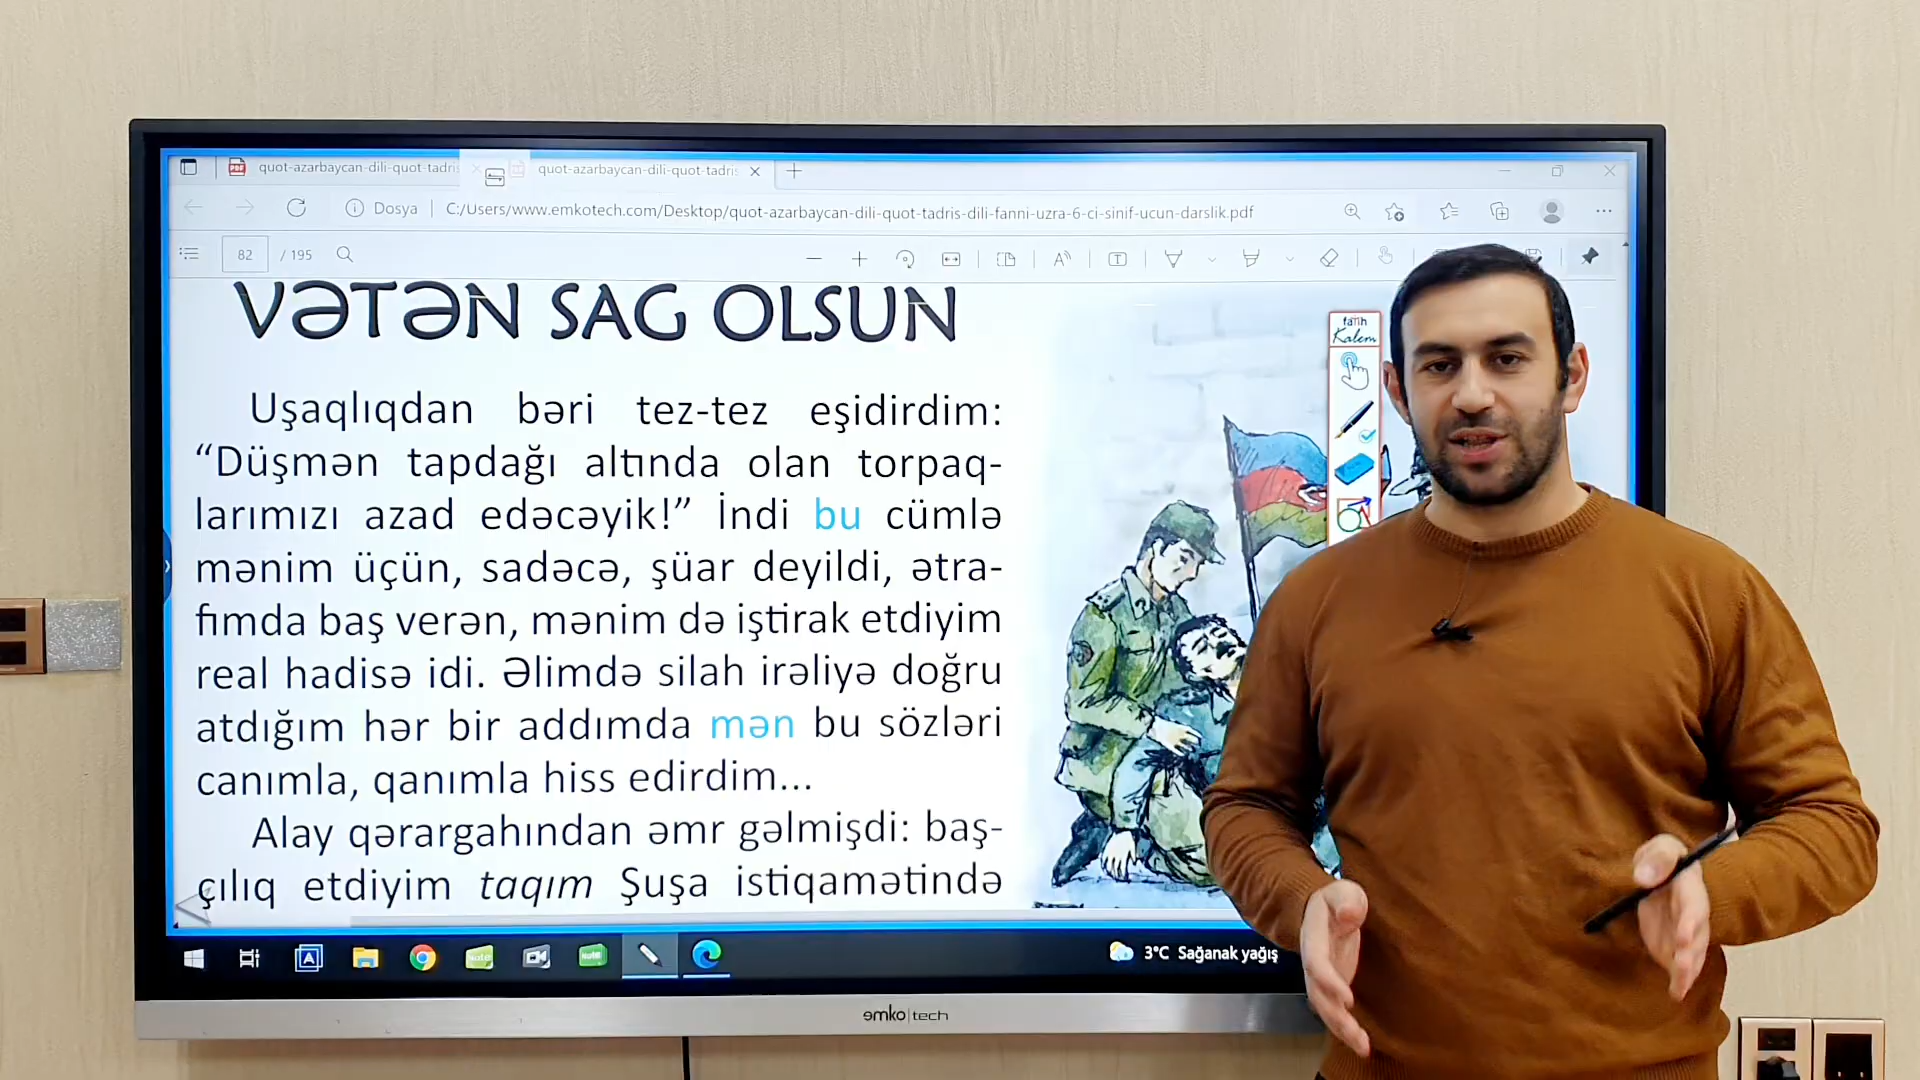 quot-azarbaycan-dili-quot-tadris
quot-azarbaycan-dili-quot-tadris
Dosya
C:/Users/www.emkotech.com/Desktop/quot-azarbaycan-dili-quot-tadris-dili-fanni-uzra-6-ci-sinif-ucun-darslik.pdf
82 / 195
VƏTƏN SAG OLSUN
fatih
Kalem
Uşaqlıqdan bəri tez-tez eşidirdim:
“Düşmən tapdağı altında olan torpaq-
larımızı azad edəcəyik!” İndi bu cümlə
mənim üçün, sadəcə, şüar deyildi, ətra-
fımda baş verən, mənim də iştirak etdiyim
real hadisə idi. Əlimdə silah irəliyə doğru
atdığım hər bir addımda mən bu sözləri
canımla, qanımla hiss edirdim...
Alay qərargahından əmr gəlmişdi: baş-
çılıq etdiyim taqım Şuşa istiqamətində
3°C Sağanak yağış
emko|tech